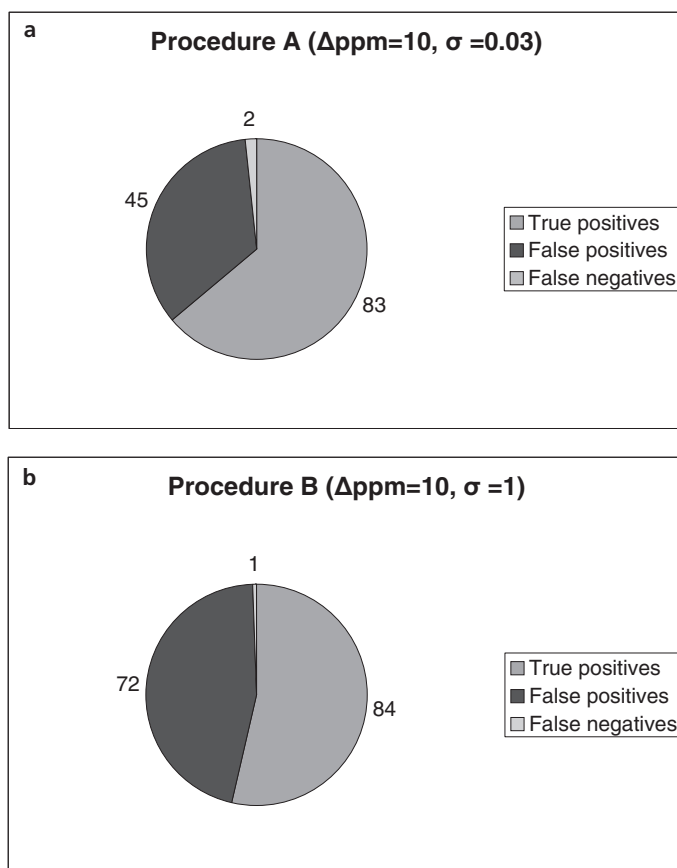 a
Procedure A (Δppm=10, σ =0.03)
2
45
83
True positives
False positives
False negatives
b
Procedure B (Δppm=10, σ =1)
1
72
84
True positives
False positives
False negatives